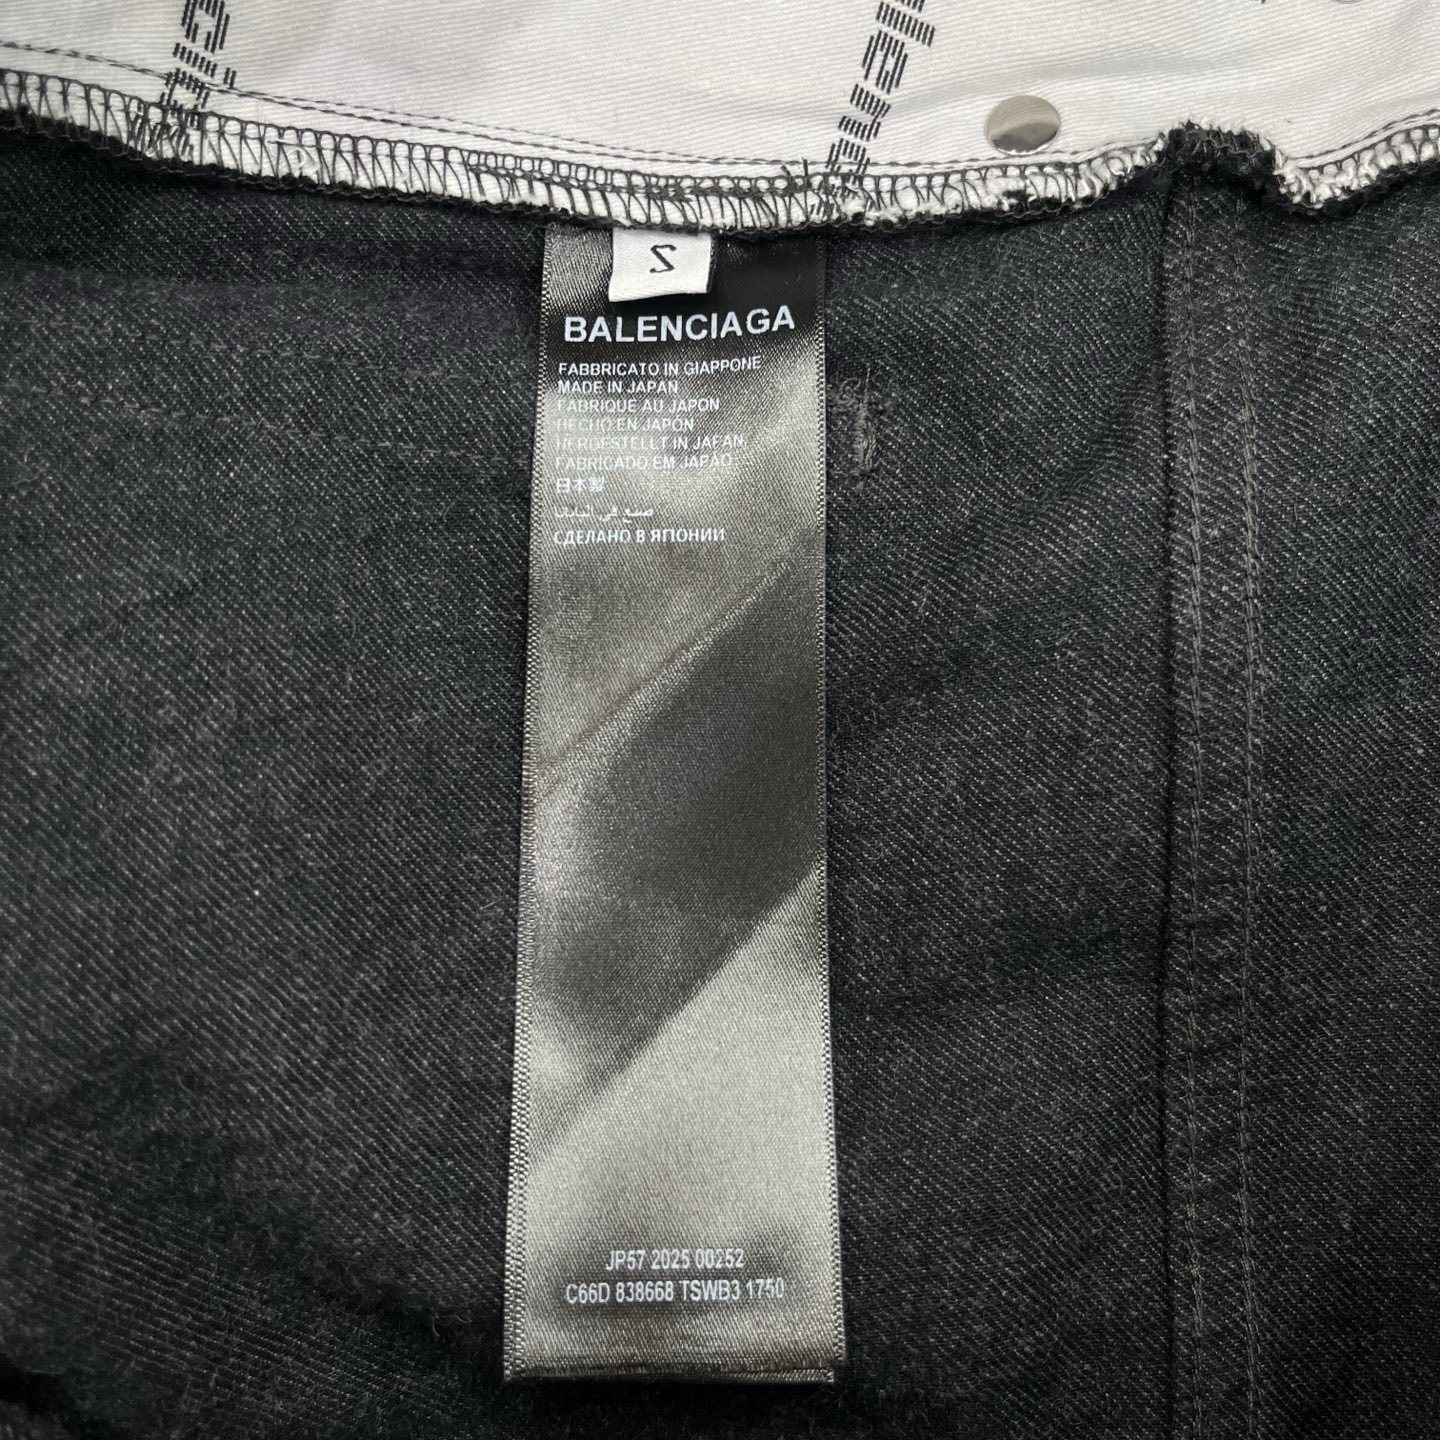 S
BALENCIAGA
FABBRICATO IN GIAPPONE
MADE IN JAPAN
FABRIQUE AU JAPON
HECHO EN JAPON
HERGESTELLT IN JAPAN
FABRICADO EM JAPAO
日本製
صنع في
СДЕЛАНО В ЯПОНИИ
JP57 2025 00252
C66D 838668 TSWB3 1750